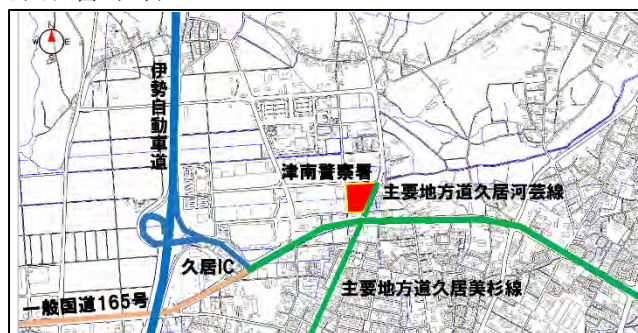 N
W E
伊勢自動車道
津南警察署
主要地方道久居河芸線
久居IC
一般国道165号
主要地方道久居美杉線